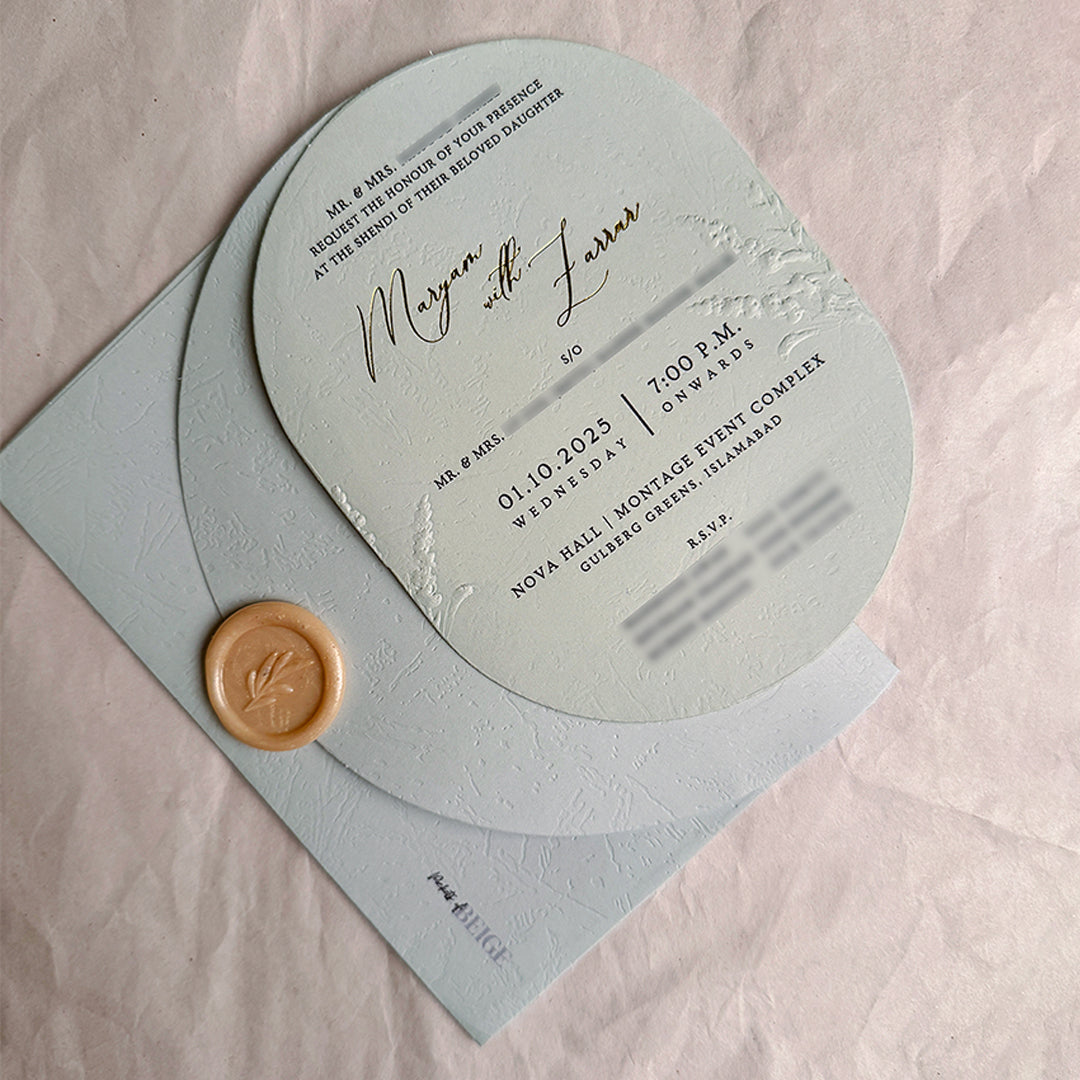 MR. & MRS.
REQUEST THE HONOUR OF YOUR PRESENCE
AT THE SHENDI OF THEIR BELOVED DAUGHTER
Maryam with Zarrar
S/O
MR. & MRS.
01.10.2025 | 7:00 P.M.
WEDNESDAY ONWARDS
NOVA HALL | MONTAGE EVENT COMPLEX
GULBERG GREENS, ISLAMABAD
R.S.V.P.
BEIGE